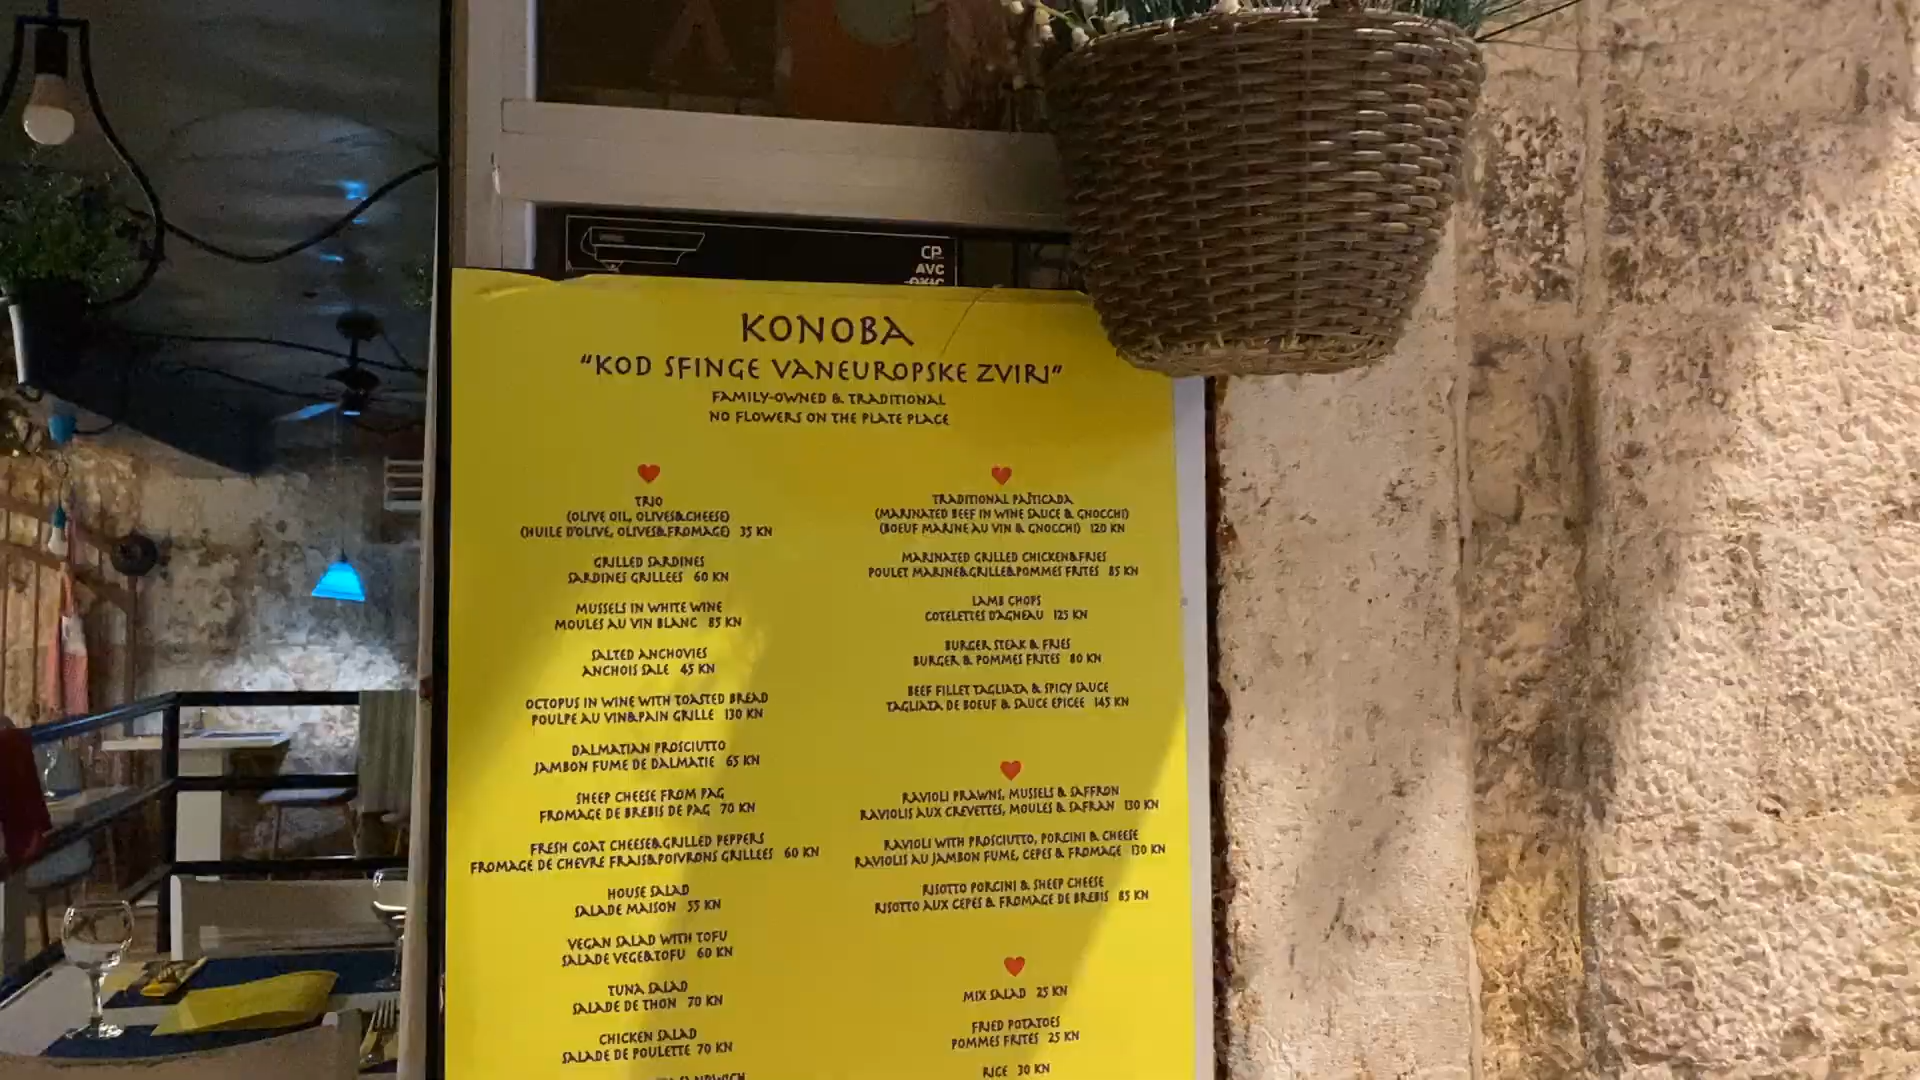 CP
AVC
KONOBA
"KOD SFINGE VANEUROPSKE ZVIRI"
FAMILY-OWNED & TRADITIONAL
NO FLOWERS ON THE PLATE PLACE
TRIO
(OLIVE OIL, OLIVES&CHEESE)
(HUILE D'OLIVE, OLIVES&FROMAGE) 35 KN
GRILLED SARDINES
SARDINES GRILLEES 60 KN
MUSSELS IN WHITE WINE
MOULES AU VIN BLANC 85 KN
SALTED ANCHOVIES
ANCHOIS SALE 45 KN
OCTOPUS IN WINE WITH TOASTED BREAD
POULPE AU VIN&PAIN GRILLE 130 KN
DALMATIAN PROSCIUTTO
JAMBON FUME DE DALMATIE 65 KN
SHEEP CHEESE FROM PAG
FROMAGE DE BREBIS DE PAG 70 KN
FRESH GOAT CHEESE&GRILLED PEPPERS
FROMAGE DE CHEVRE FRAIS&POIVRONS GRILLEES 60 KN
HOUSE SALAD
SALADE MAISON 55 KN
VEGAN SALAD WITH TOFU
SALADE VEGE&TOFU 60 KN
TUNA SALAD
SALADE DE THON 70 KN
CHICKEN SALAD
SALADE DE POULETTE 70 KN
SANDWICH
TRADITIONAL PAŠTICADA
(MARINATED BEEF IN WINE SAUCE & GNOCCHI)
(BOEUF MARINE AU VIN & GNOCCHI) 120 KN
MARINATED GRILLED CHICKEN&FRIES
POULET MARINE&GRILLE&POMMES FRITES 85 KN
LAMB CHOPS
COTELETTES D'AGNEAU 125 KN
BURGER STEAK & FRIES
BURGER & POMMES FRITES 80 KN
BEEF FILLET TAGLIATA & SPICY SAUCE
TAGLIATA DE BOEUF & SAUCE EPICEE 145 KN
RAVIOLI PRAWNS, MUSSELS & SAFFRON
RAVIOLIS AUX CREVETTES, MOULES & SAFRAN 130 KN
RAVIOLI WITH PROSCIUTTO, PORCINI & CHEESE
RAVIOLIS AU JAMBON FUME, CEPES & FROMAGE 130 KN
RISOTTO PORCINI & SHEEP CHEESE
RISOTTO AUX CEPES & FROMAGE DE BREBIS 85 KN
MIX SALAD 25 KN
FRIED POTATOES
POMMES FRITES 25 KN
RICE 30 KN